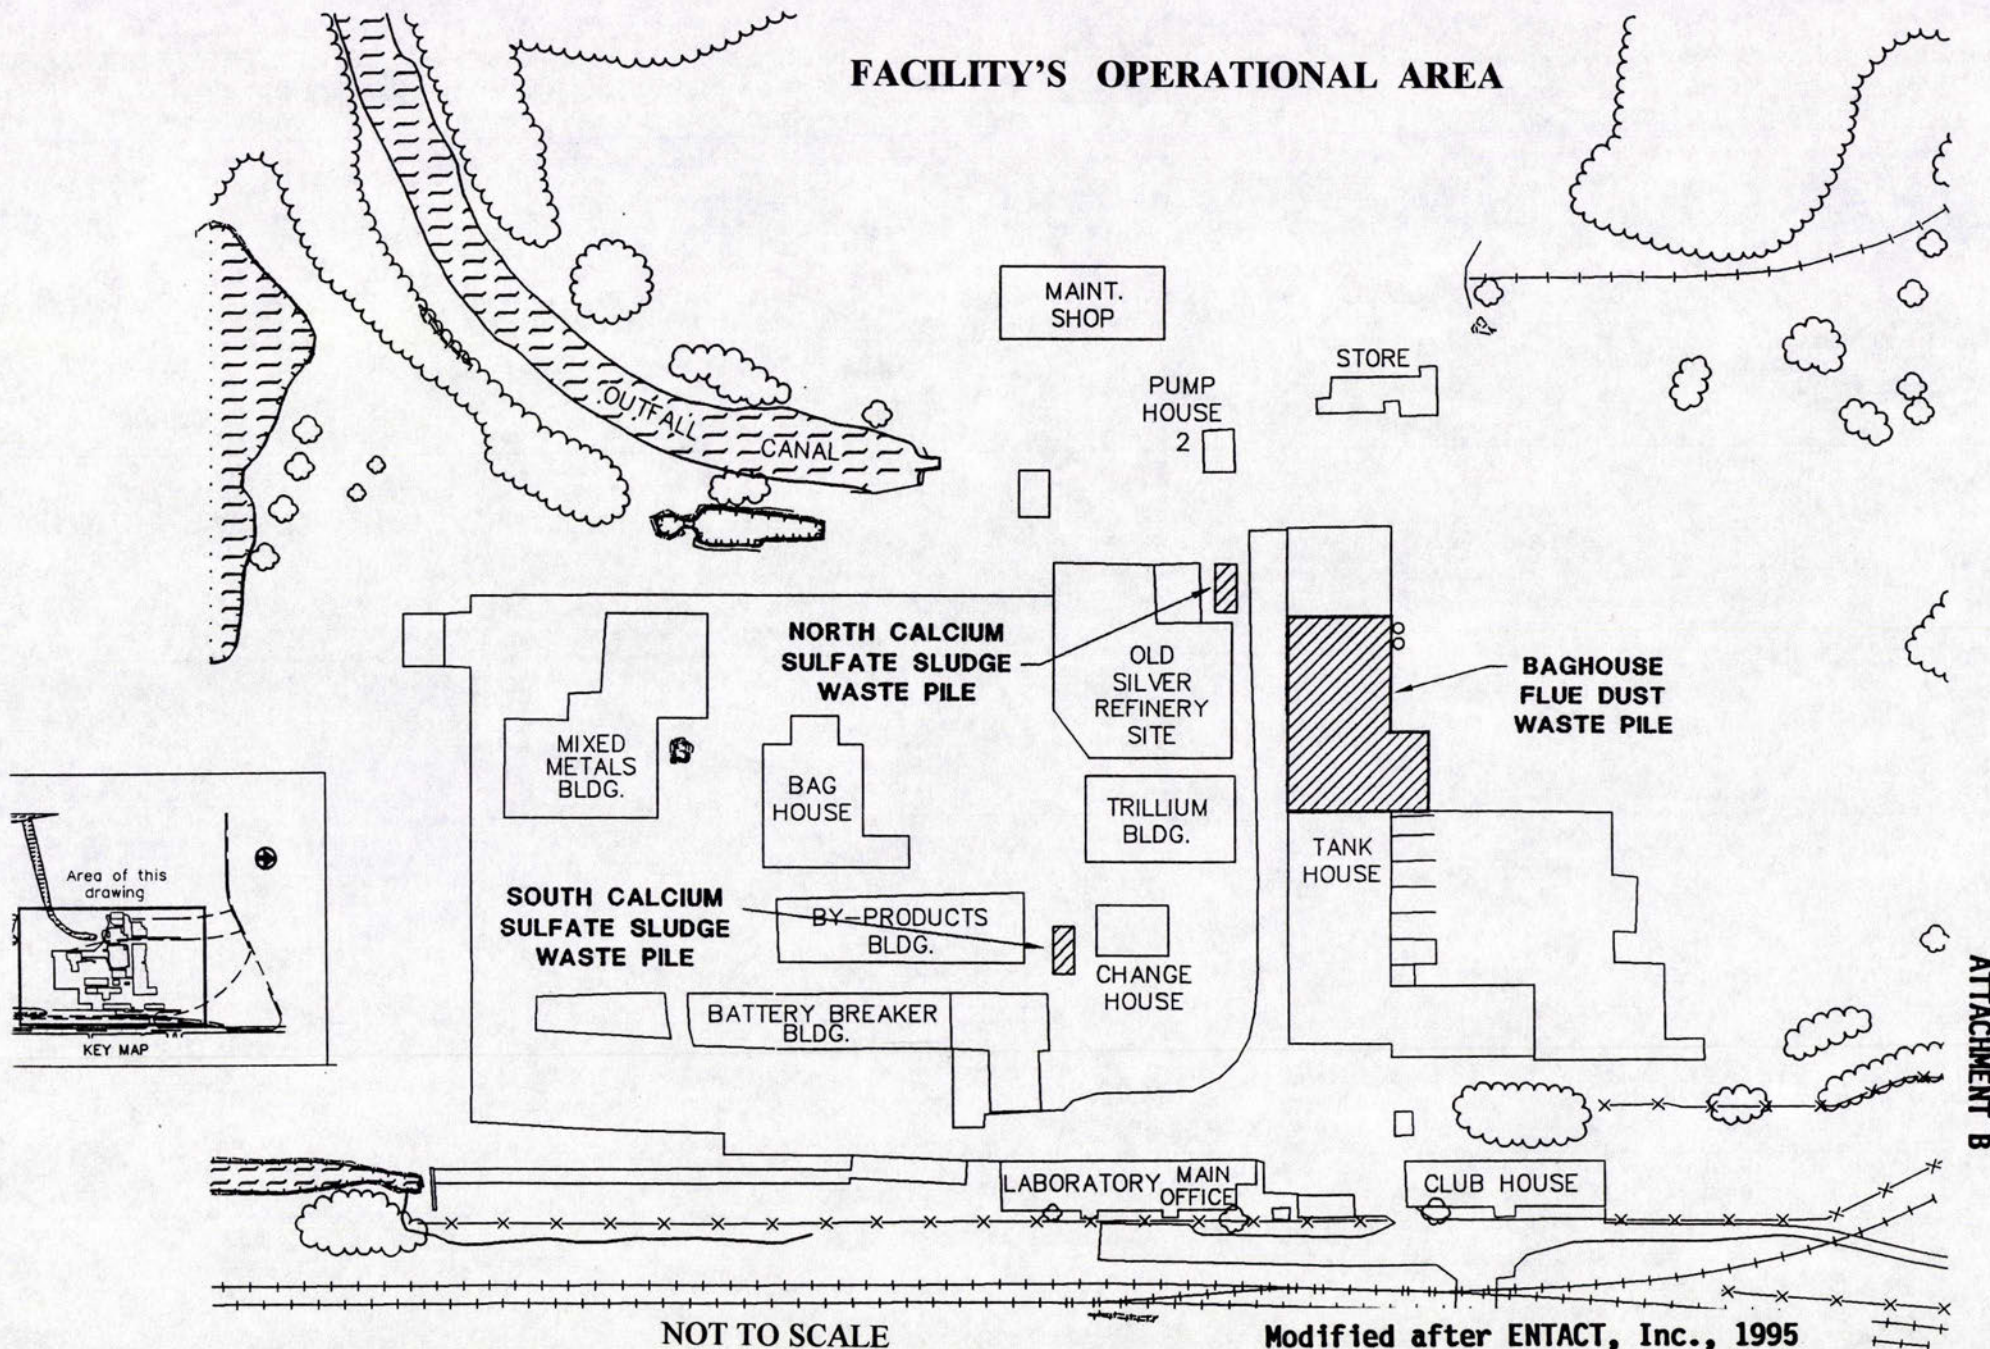 FACILITY'S OPERATIONAL AREA
MAINT.
SHOP
STORE
PUMP
HOUSE
2
OUTFALL CANAL
NORTH CALCIUM
SULFATE SLUDGE
WASTE PILE
OLD
SILVER
REFINERY
SITE
BAGHOUSE
FLUE DUST
WASTE PILE
MIXED
METALS
BLDG.
BAG
HOUSE
TRILLIUM
BLDG.
TANK
HOUSE
Area of this
drawing
KEY MAP
SOUTH CALCIUM
SULFATE SLUDGE
WASTE PILE
BY-PRODUCTS
BLDG.
CHANGE
HOUSE
BATTERY BREAKER
BLDG.
ATTACHMENT B
LABORATORY
MAIN
OFFICE
CLUB HOUSE
NOT TO SCALE
Modified after ENTACT, Inc., 1995